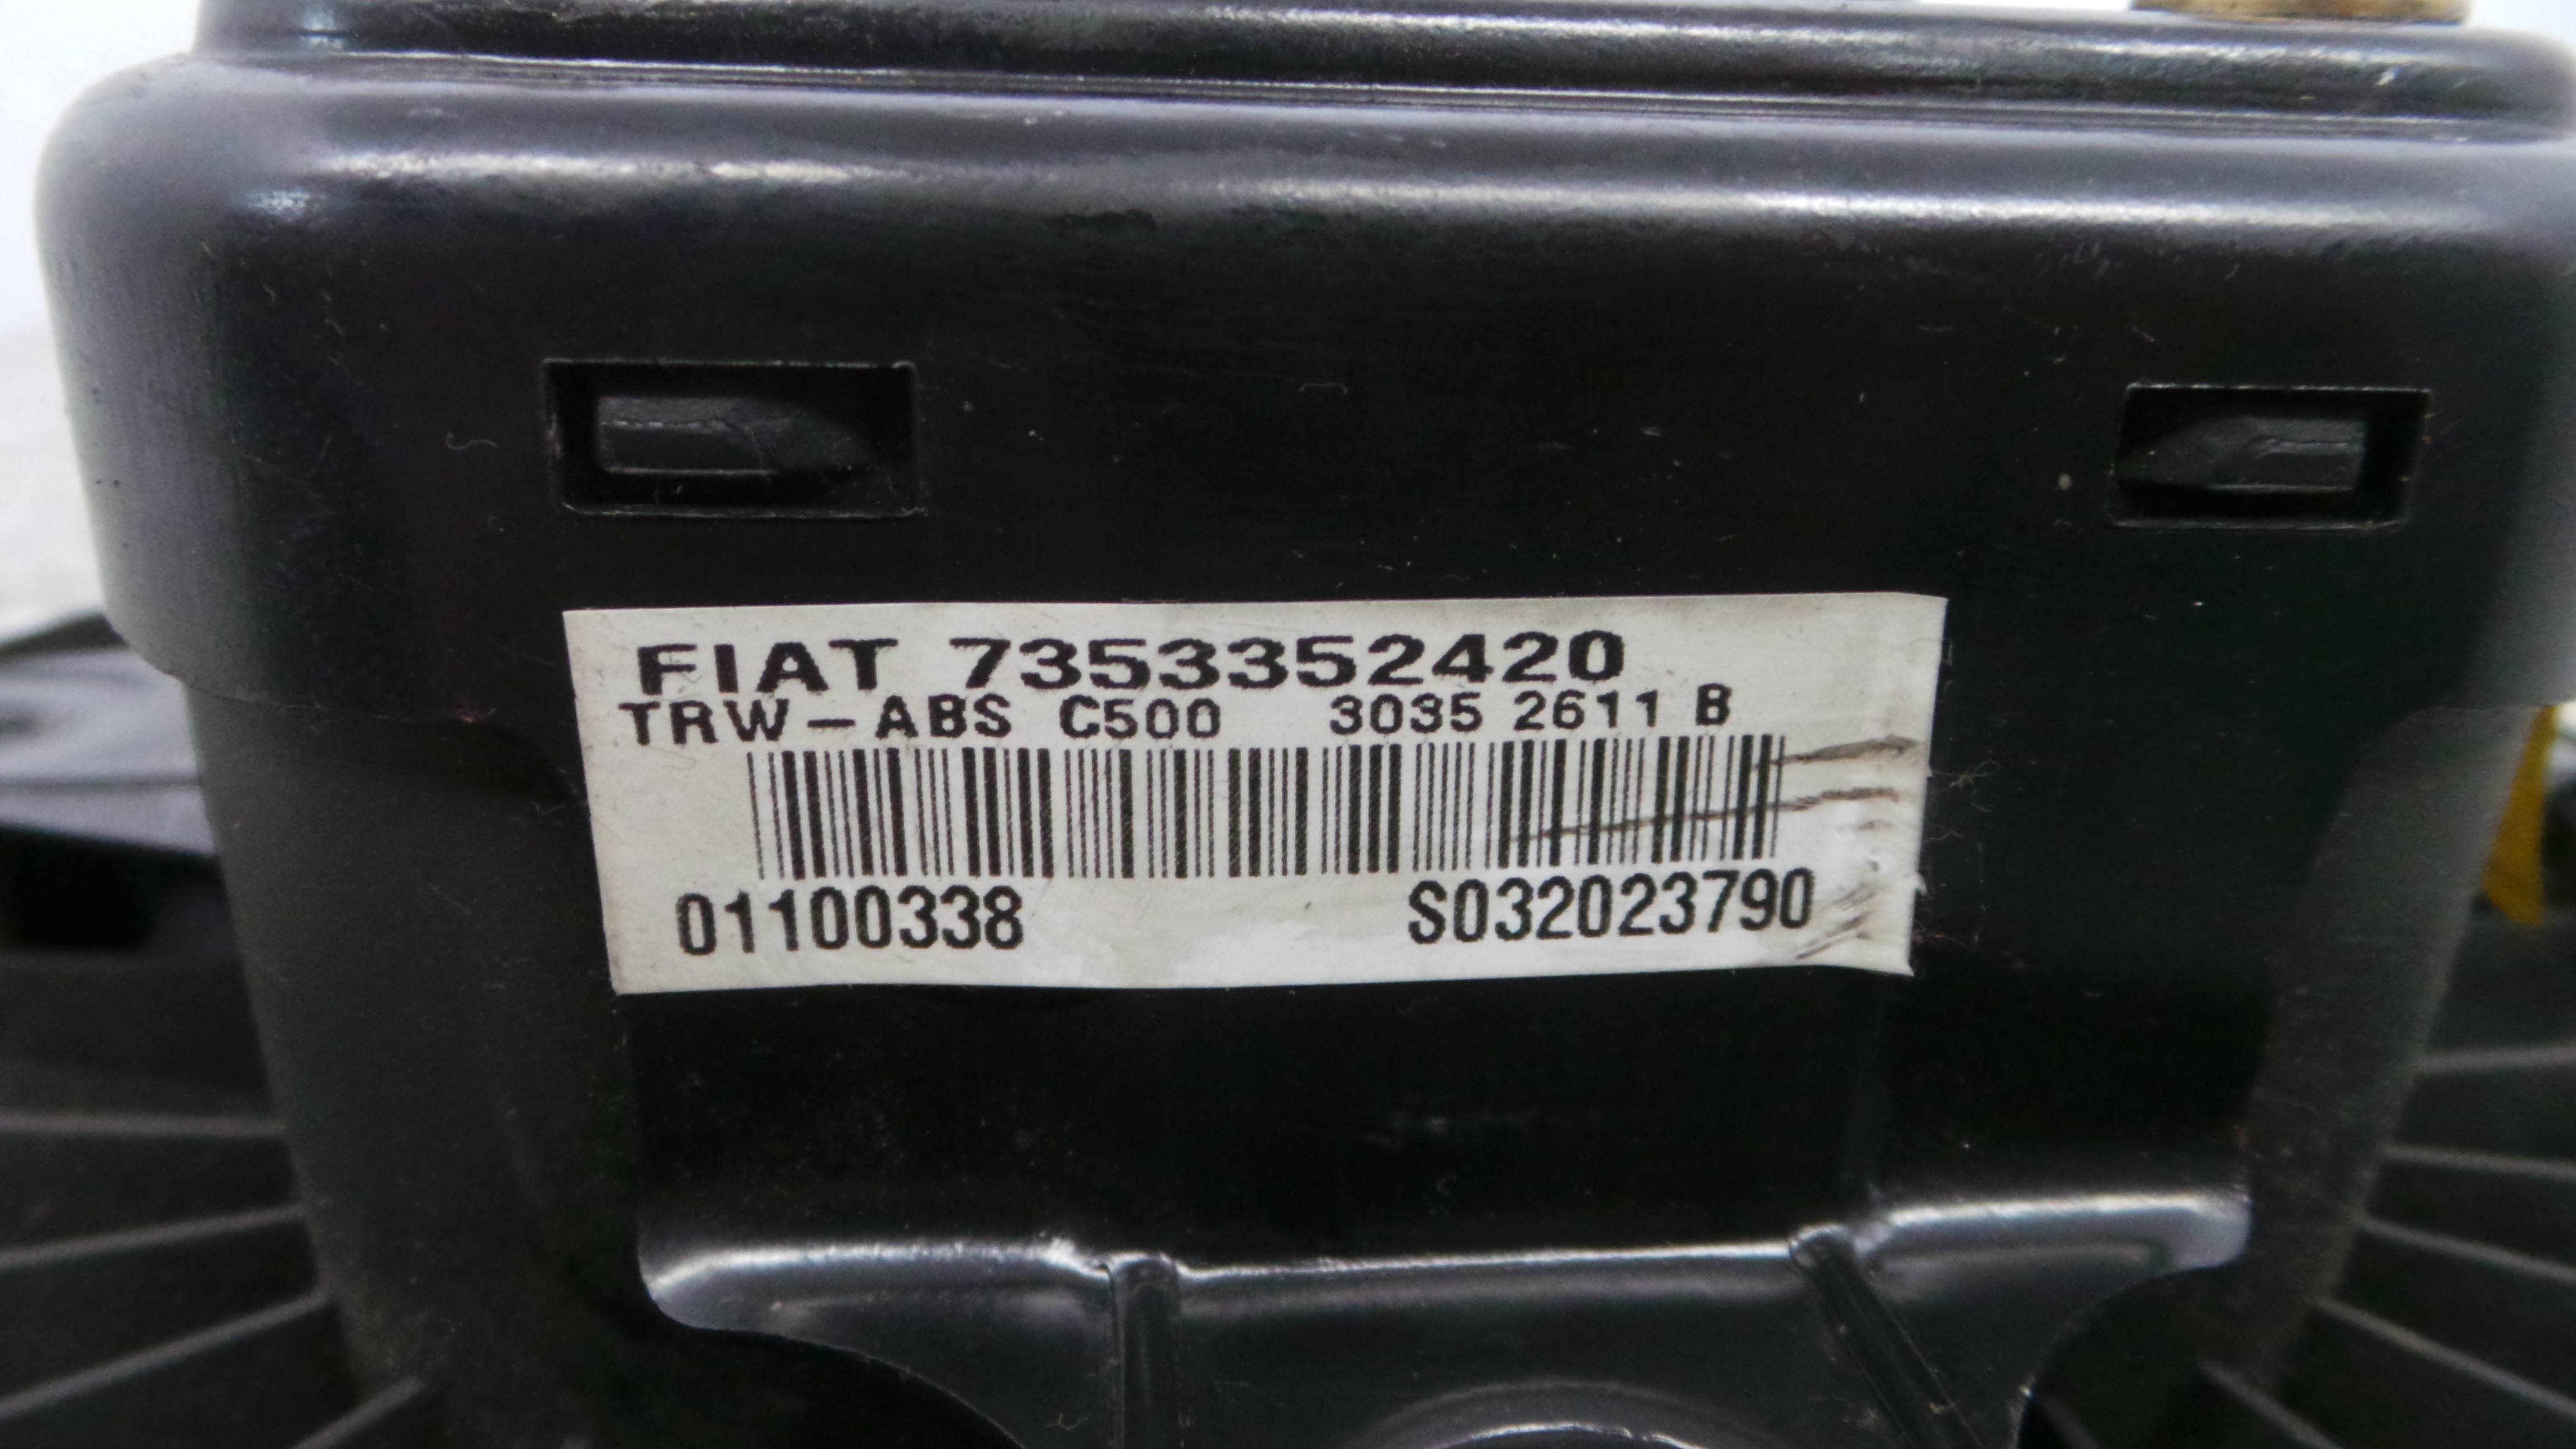 FIAT 7353352420
TRW-ABS C500 3035 2611 B
01100338 S032023790